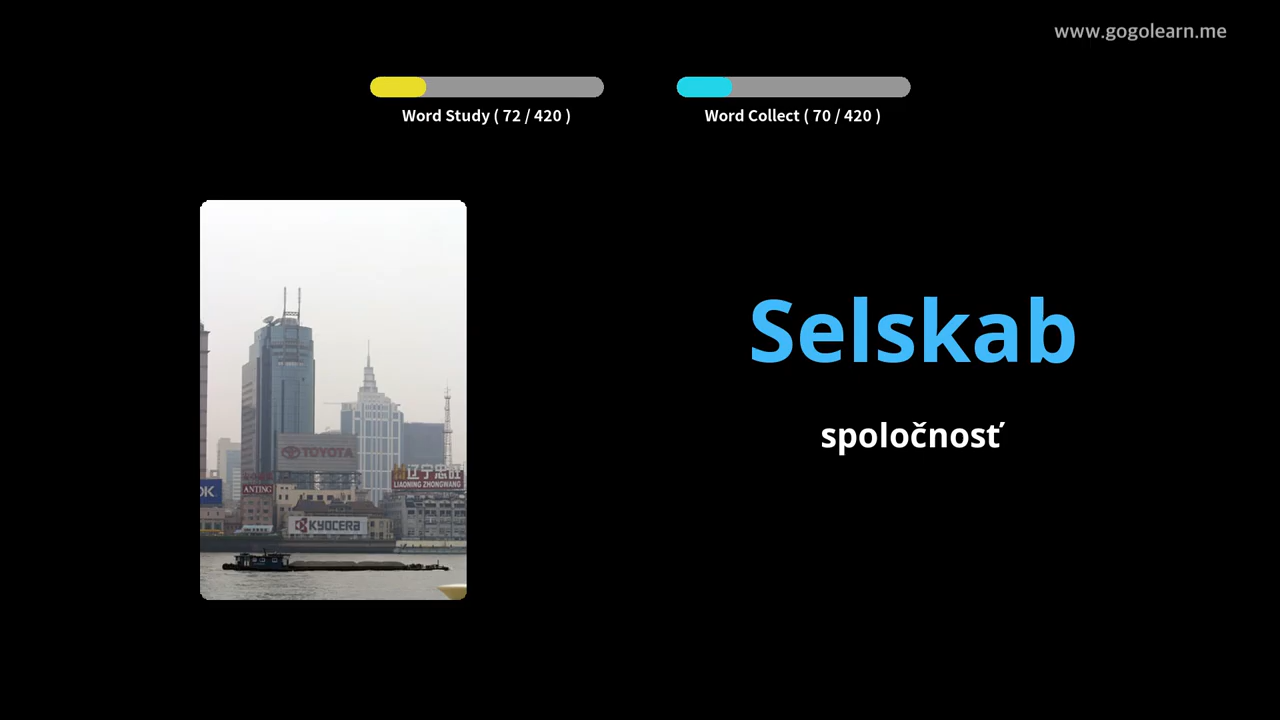 www.gogolearn.me
Word Study ( 72 / 420 )
Word Collect ( 70 / 420 )
Selskab
spoločnosť
TOYOTA
辽宁忠旺
LIAONING ZHONGWANG
OK
ANTING
KYOCERA